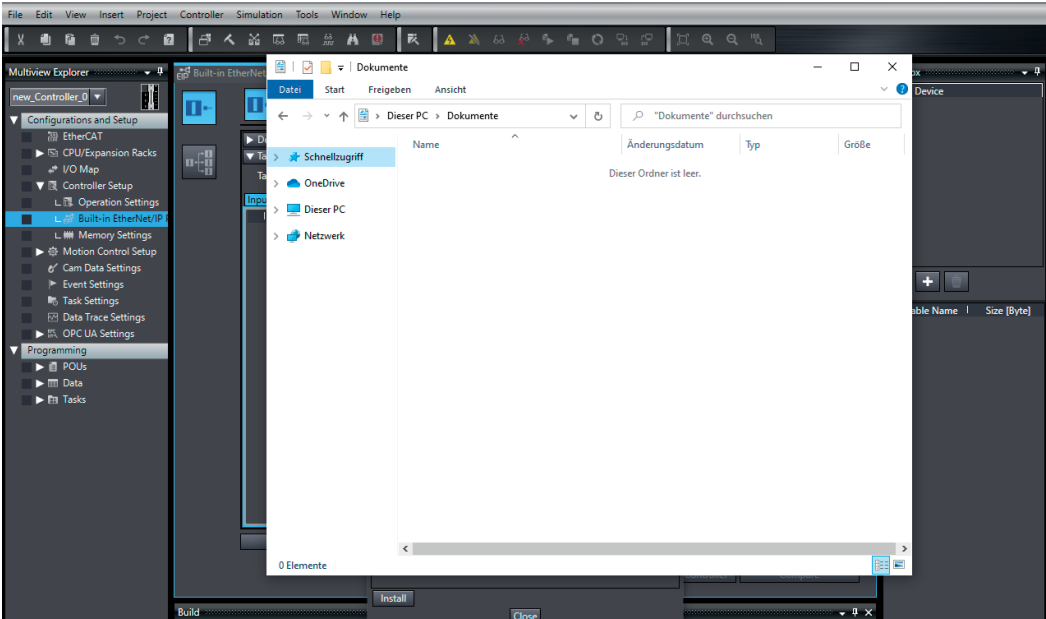 File Edit View Insert Project Controller Simulation Tools Window Help
Multiview Explorer
new_Controller_0
Configurations and Setup
EtherCAT
CPU/Expansion Racks
I/O Map
Controller Setup
Operation Settings
Built-in EtherNet/IP
Memory Settings
Motion Control Setup
Cam Data Settings
Event Settings
Task Settings
Data Trace Settings
OPC UA Settings
Programming
POUs
Data
Tasks
Built-in EtherNet
Inpu
Dokumente
Datei Start Freigeben Ansicht
Dieser PC > Dokumente
"Dokumente" durchsuchen
Schnellzugriff
OneDrive
Dieser PC
Netzwerk
Name Änderungsdatum Typ Größe
Dieser Ordner ist leer.
0 Elemente
Device
able Name Size [Byte]
Compare
Install
Close
Build